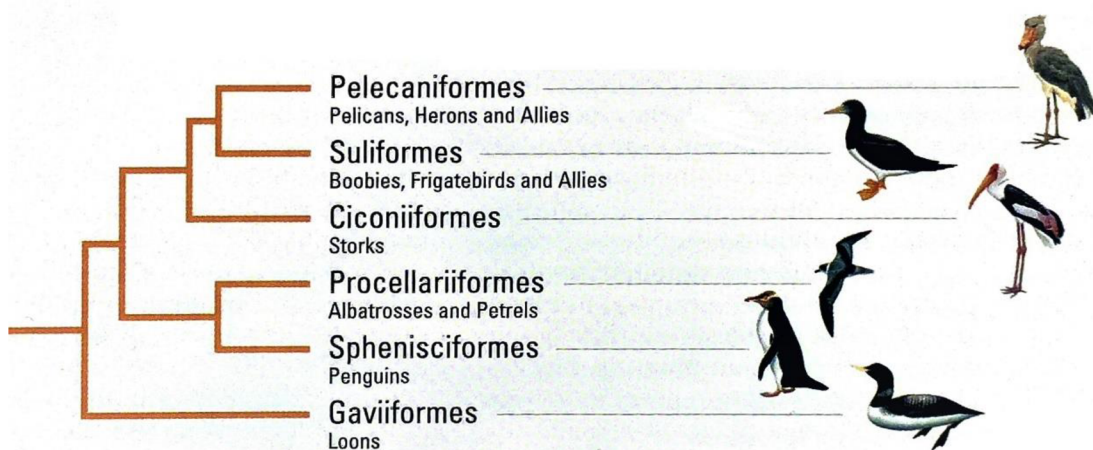 Pelecaniformes
Pelicans, Herons and Allies
Suliformes
Boobies, Frigatebirds and Allies
Ciconiiformes
Storks
Procellariiformes
Albatrosses and Petrels
Sphenisciformes
Penguins
Gaviiformes
Loons